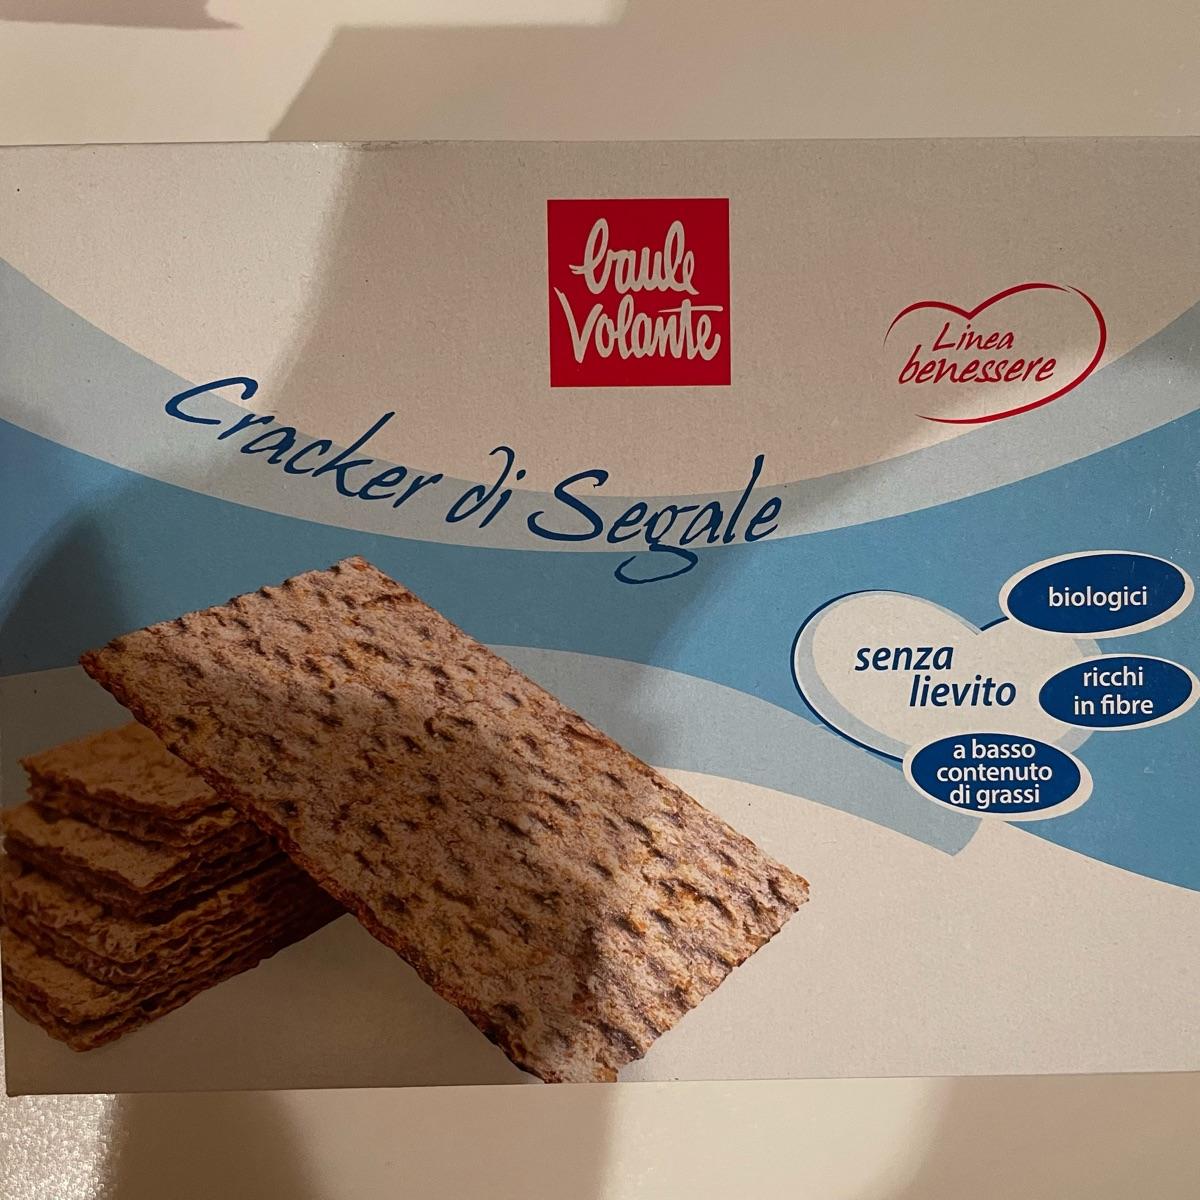 baule
Volante
Linea
benessere
Cracker di Segale
biologici
senza
lievito
ricchi
in fibre
a basso
contenuto
di grassi